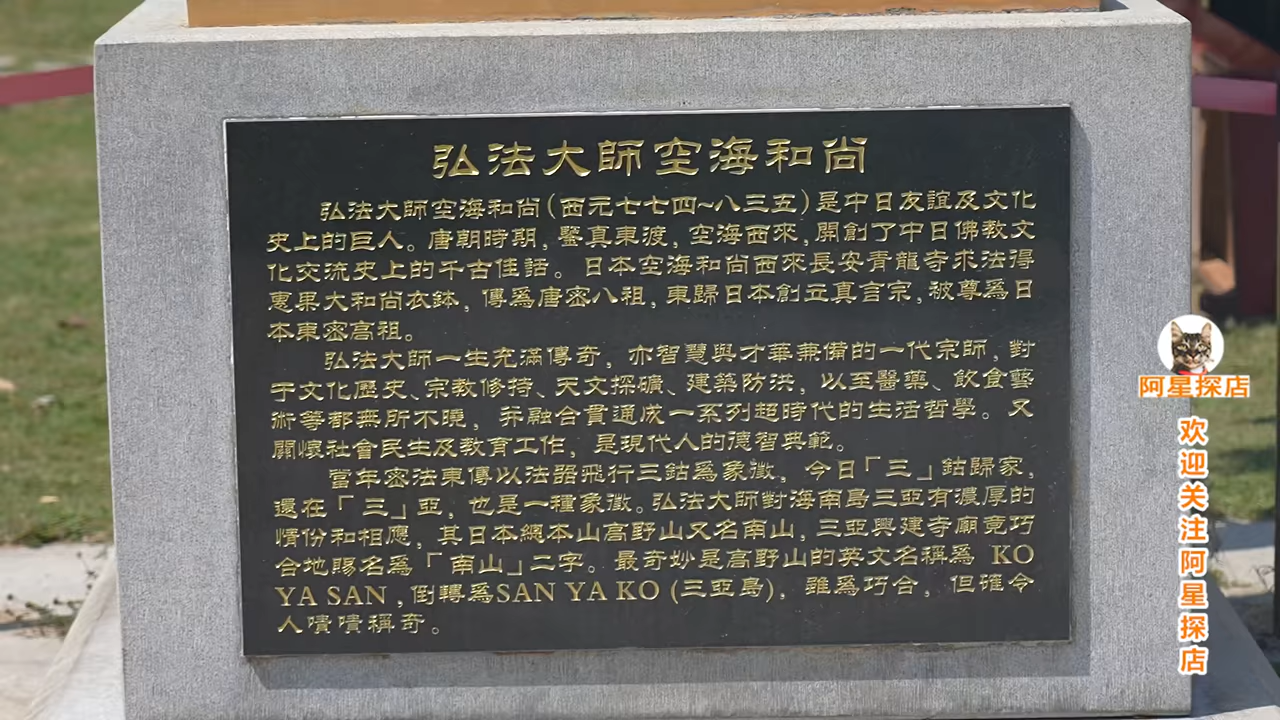 弘法大師空海和尚
弘法大師空海和尚(西元七七四~八三五)是中日友誼及文化
史上的巨人。唐朝時期,鑒真東渡,空海西來,開創了中日佛教文
化交流史上的千古佳話。日本空海和尚西來長安青龍寺求法得
惠果大和尚衣鉢,傳為唐密八祖,東歸日本創立真言宗,被尊為日
本東密高祖。
弘法大師一生充滿傳奇,亦智慧與才華兼備的一代宗師,對
于文化歷史、宗教修持、天文探礦、建築防洪,以至醫藥、飲食藝
術等都無所不曉,并融合貫通成一系列超時代的生活哲學。又
關懷社會民生及教育工作,是現代人的德智典範。
當年密法東傳以法器飛行三鈷為象徵,今日「三」鈷歸家,
還在「三」亞,也是一種象徵。弘法大師對海南島三亞有濃厚的
情份和相應,其日本總本山高野山又名南山,三亞興建寺廟竟巧
合地賜名為「南山」二字。最奇妙是高野山的英文名稱為 KO
YA SAN,倒轉為SAN YA KO (三亞島),雖為巧合,但確令
人嘖嘖稱奇。
阿星探店
欢迎关注阿星探店